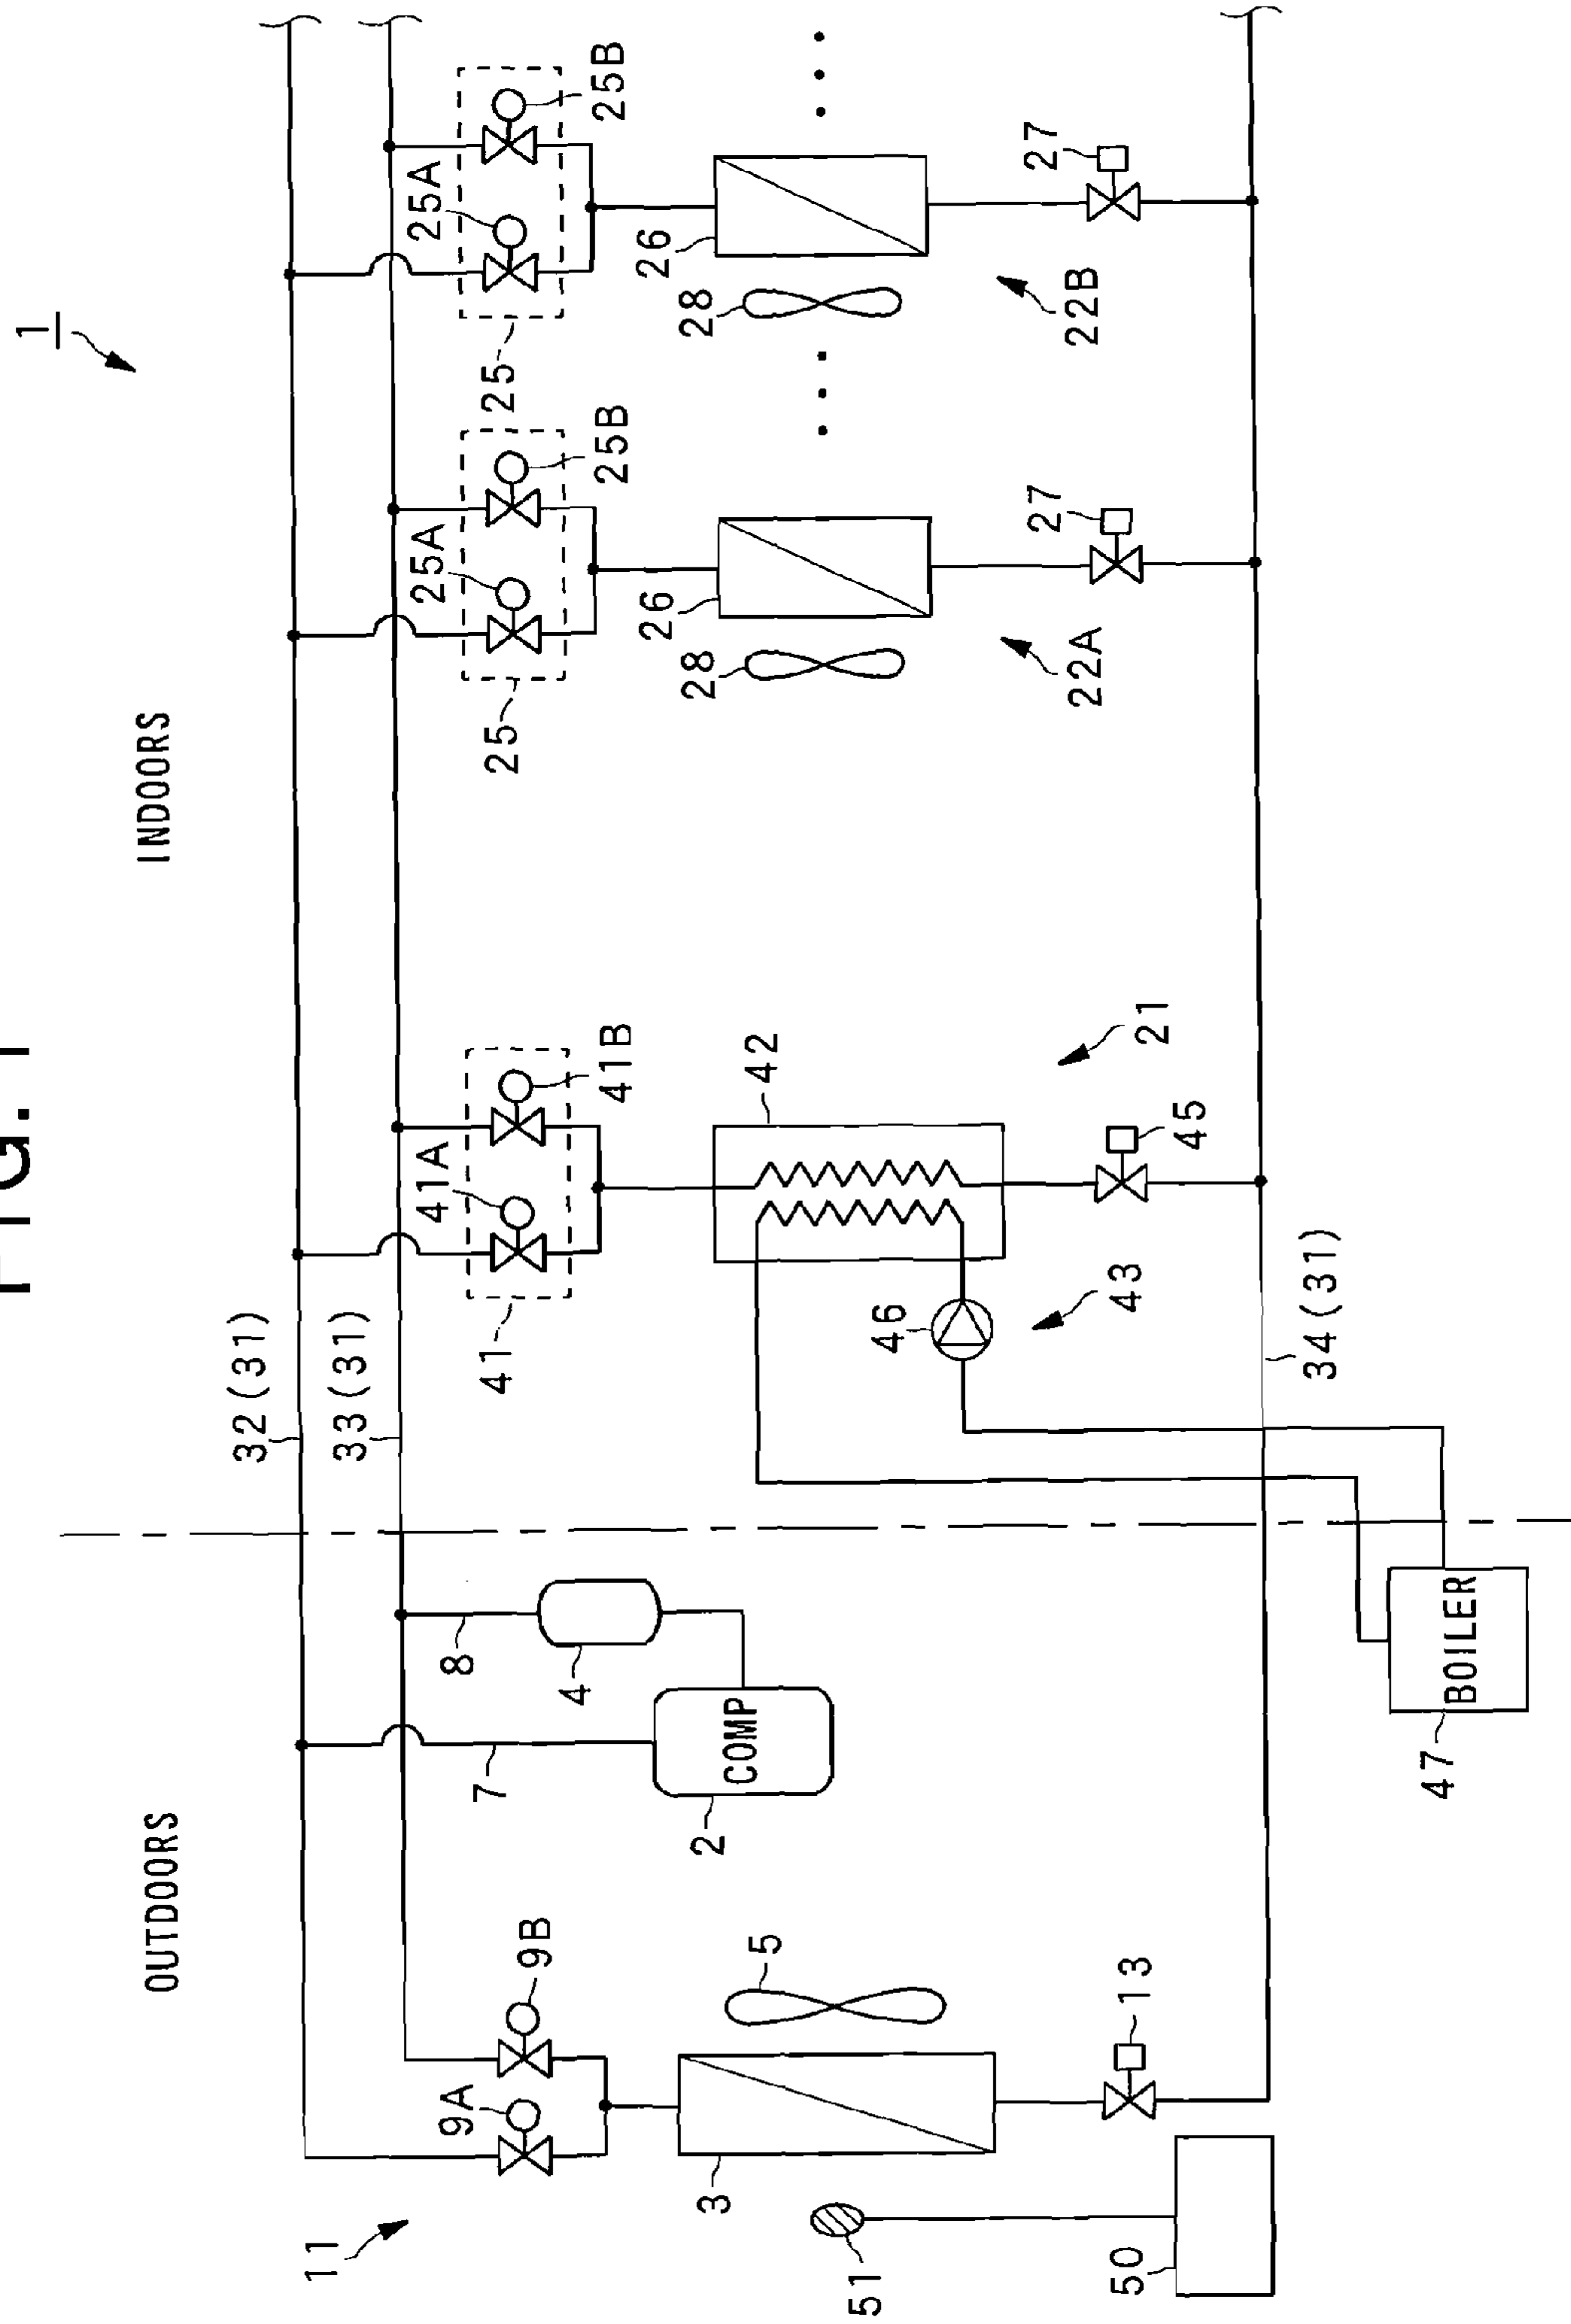 FIG. 1
1
OUTDOORS
INDOORS
32(31)
33(31)
11
9A
7
8
41A
25A
25A
41
25
25
9B
4
41B
25B
25B
26
26
3
2
28
28
COMP
5
42
51
46
27
27
22A
22B
50
13
43
21
45
34(31)
47
BOILER